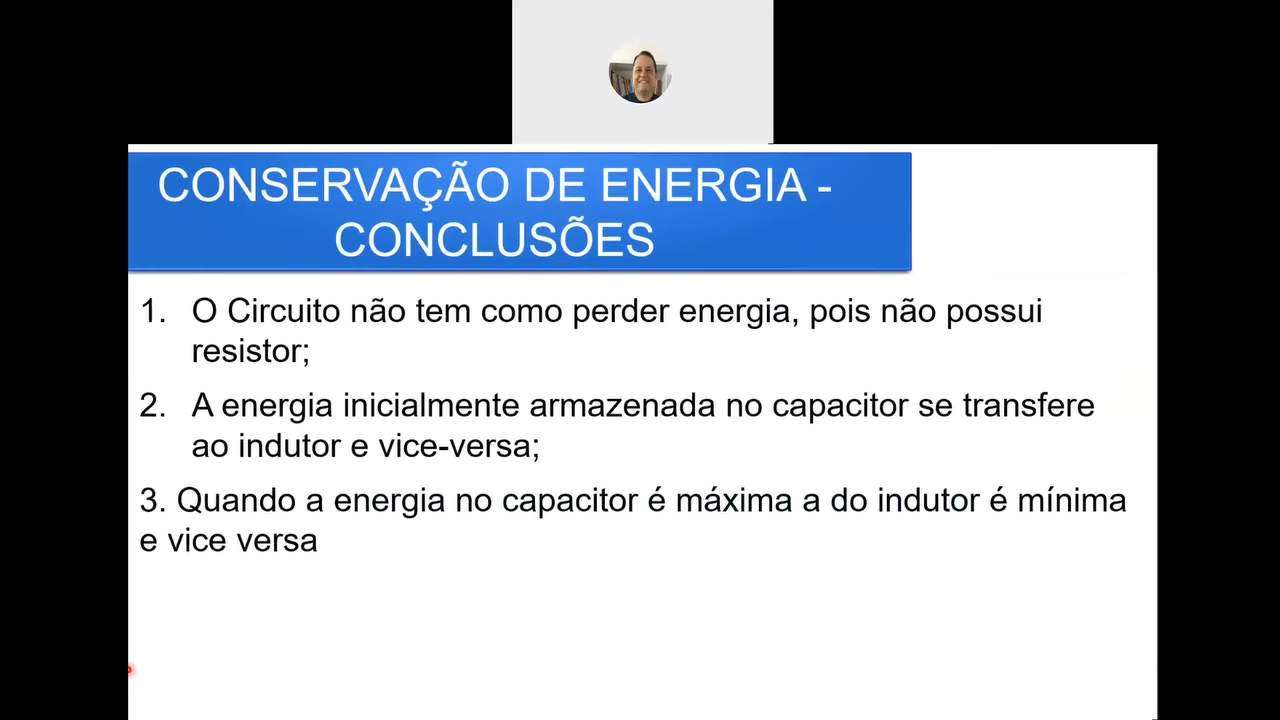 CONSERVAÇÃO DE ENERGIA -
CONCLUSÕES
1. O Circuito não tem como perder energia, pois não possui
resistor;
2. A energia inicialmente armazenada no capacitor se transfere
ao indutor e vice-versa;
3. Quando a energia no capacitor é máxima a do indutor é mínima
e vice versa